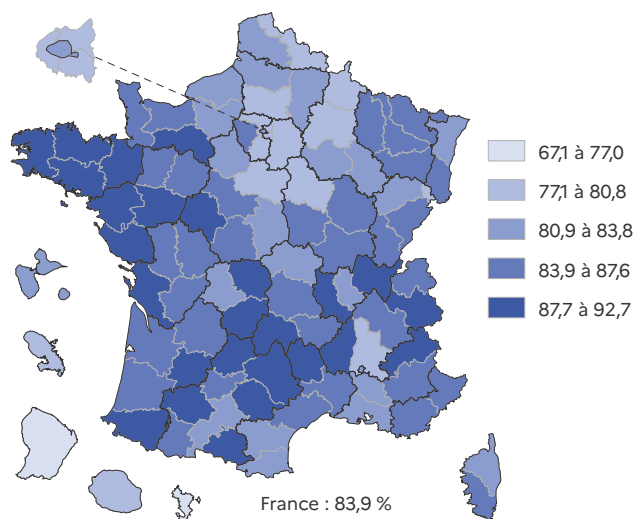 67,1 à 77,0
77,1 à 80,8
80,9 à 83,8
83,9 à 87,6
87,7 à 92,7
France : 83,9 %